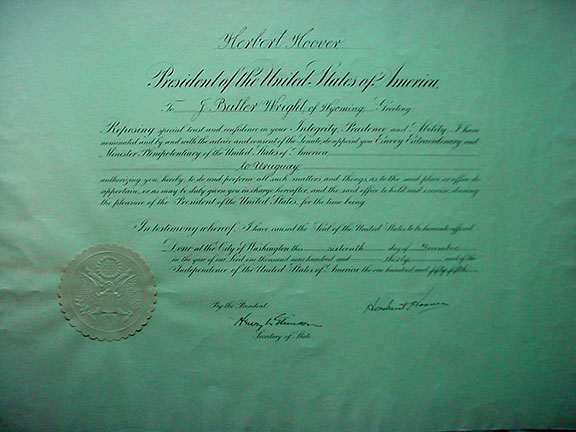 Herbert Hoover
President of the United States of America,
To J. Butler Wright, of Wyoming, Greeting:
Reposing special trust and confidence in your Integrity, Prudence and Ability, I have
nominated and by and with the advice and consent of the Senate, do appoint you Envoy Extraordinary and
Minister Plenipotentiary of the United States of America
to Uruguay
authorizing you, hereby, to do and perform all such matters and things, as to the said place or office do
appertain, or as may be duly given you in charge hereafter, and the said office to hold and exercise, during
the pleasure of the President of the United States, for the time being.
In testimony whereof, I have caused the Seal of the United States to be hereunto affixed.
Done at the City of Washington this sixteenth day of December
in the year of our Lord one thousand nine hundred and thirty and of the
Independence of the United States of America the one hundred and fifty-fifth.
By the President:
Herbert Hoover
Henry L Stimson
Secretary of State.